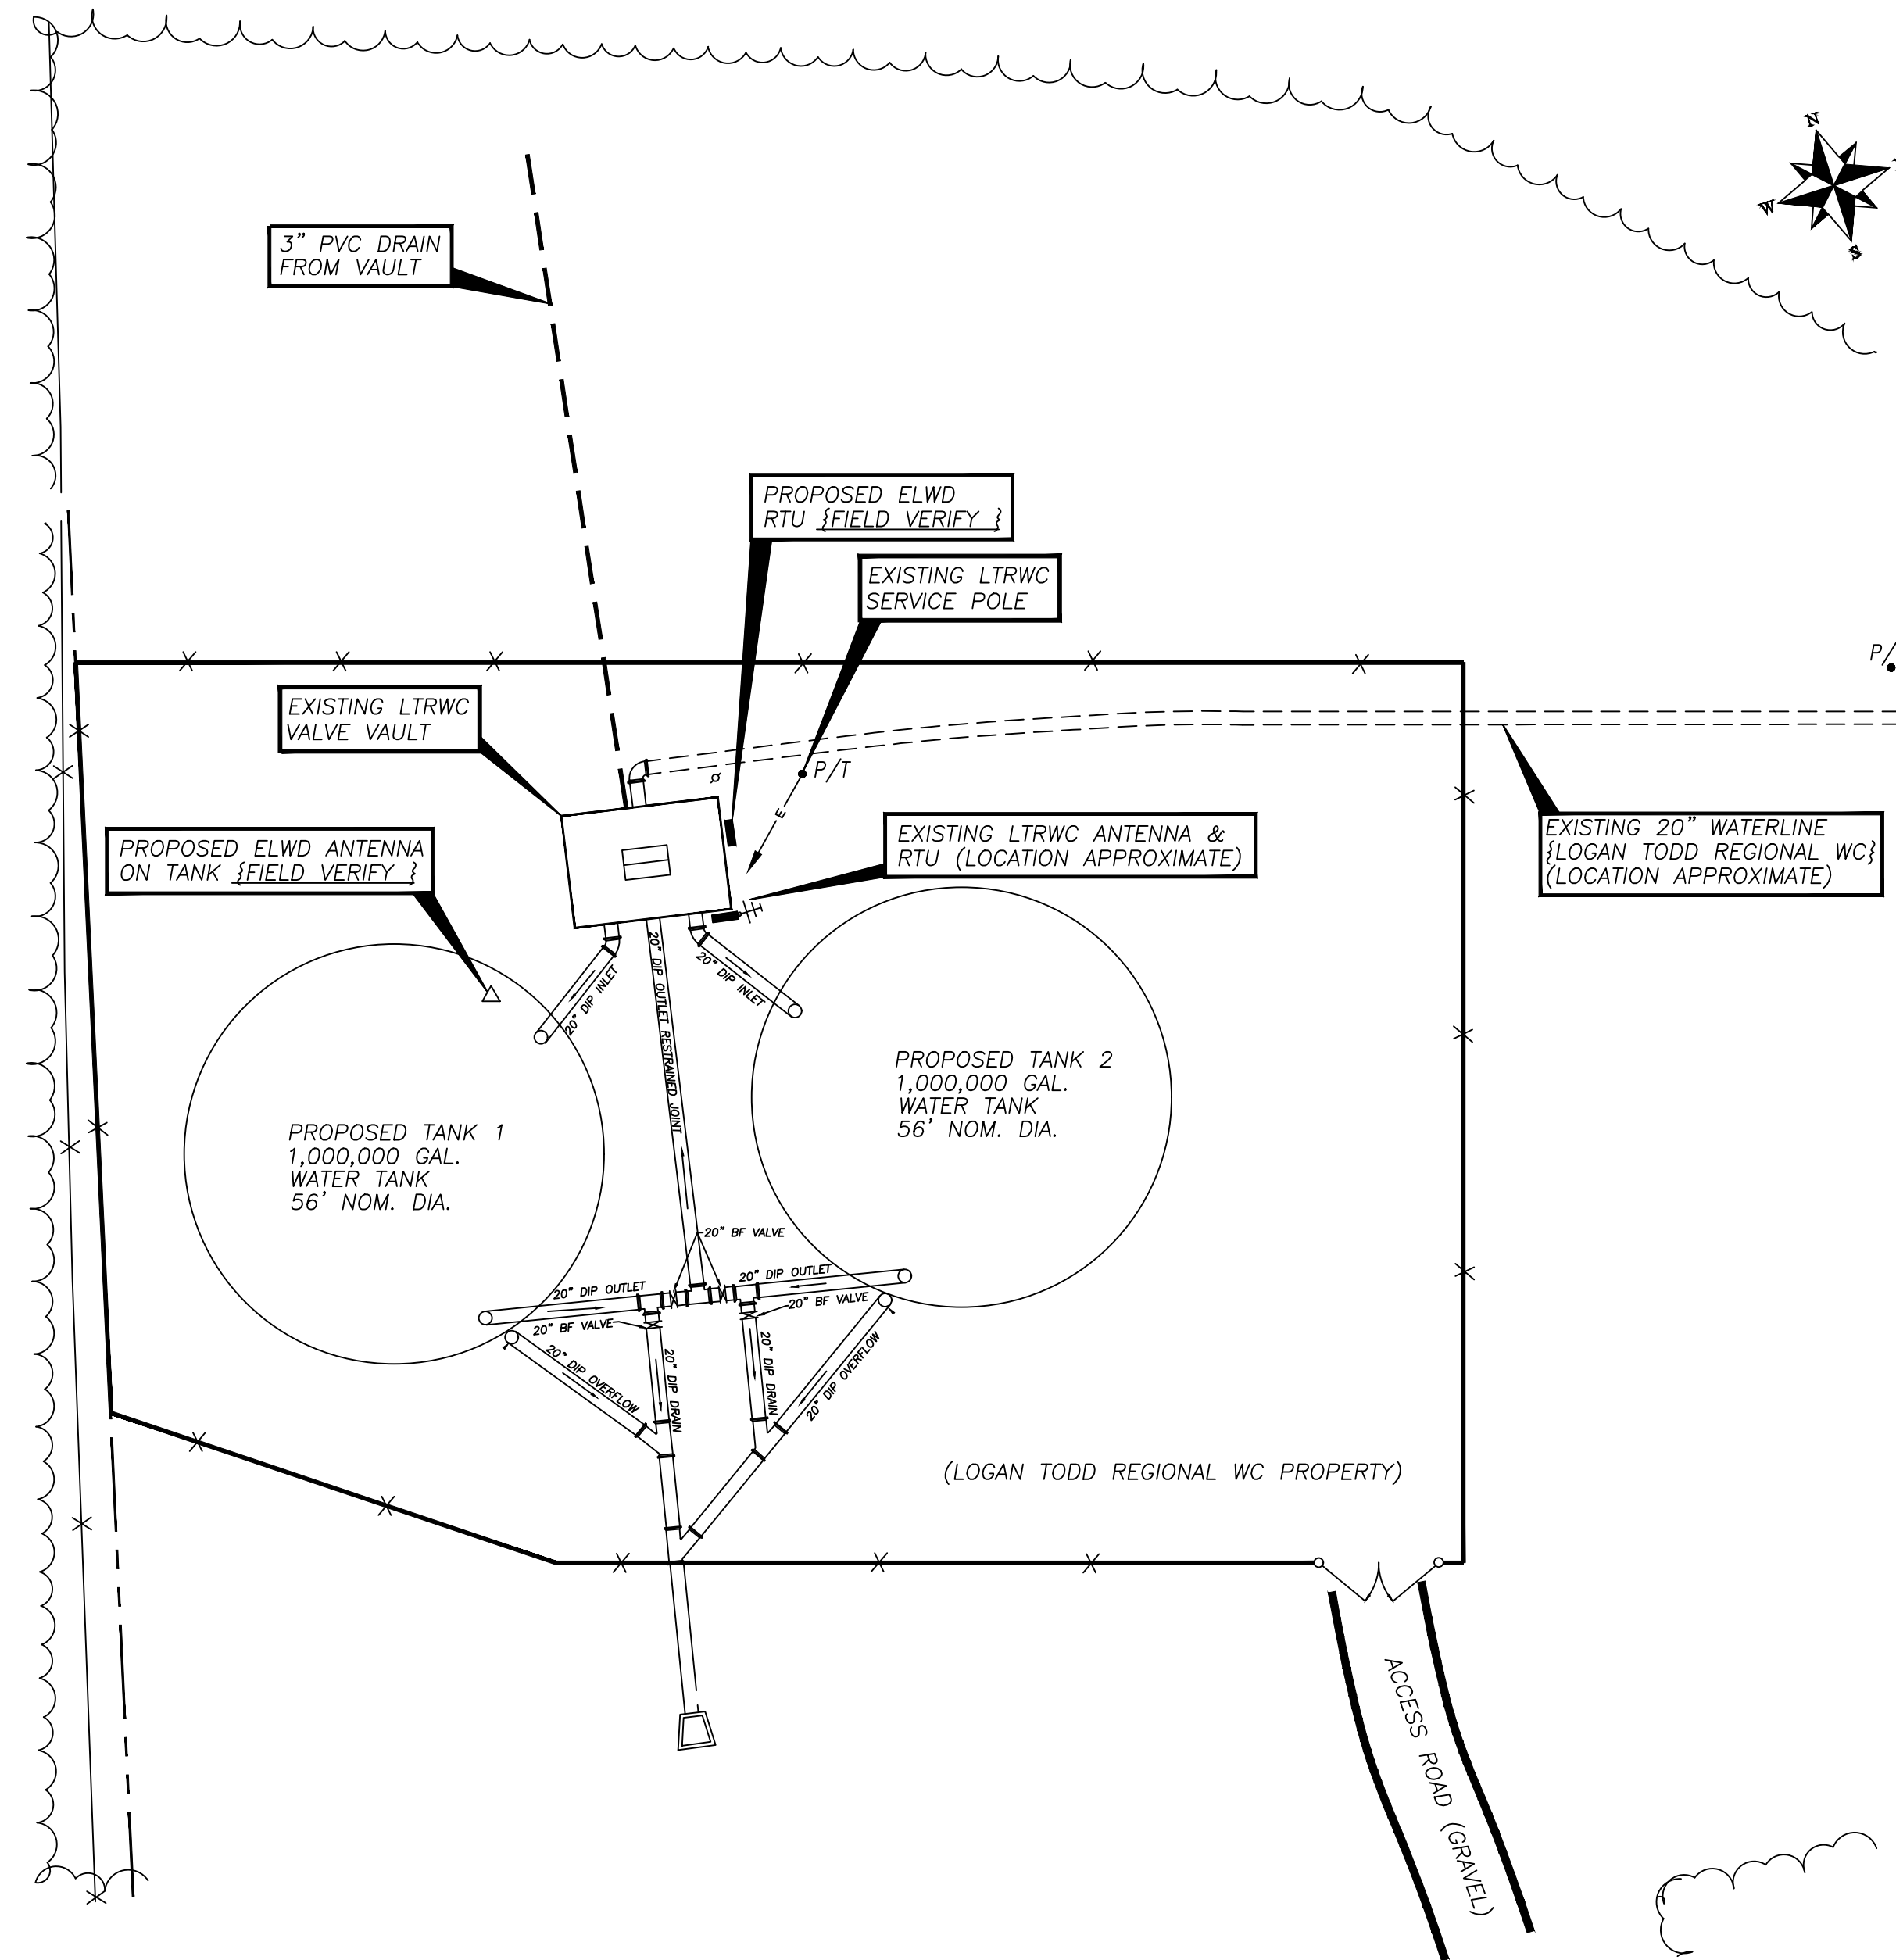 N
W
S
3" PVC DRAIN
FROM VAULT
PROPOSED ELWD
RTU {FIELD VERIFY }
EXISTING LTRWC
SERVICE POLE
P/
EXISTING LTRWC
VALVE VAULT
P/T
E
PROPOSED ELWD ANTENNA
ON TANK {FIELD VERIFY }
EXISTING LTRWC ANTENNA &
RTU (LOCATION APPROXIMATE)
EXISTING 20" WATERLINE
{LOGAN TODD REGIONAL WC}
(LOCATION APPROXIMATE)
20" DIP INLET
20" DIP OUTLET RESTRAINED JOINT
20" DIP INLET
PROPOSED TANK 1
1,000,000 GAL.
WATER TANK
56' NOM. DIA.
PROPOSED TANK 2
1,000,000 GAL.
WATER TANK
56' NOM. DIA.
20" BF VALVE
20" DIP OUTLET
20" DIP OUTLET
20" BF VALVE
20" BF VALVE
20" DIP OVERFLOW
20" DIP DRAIN
20" DIP DRAIN
20" DIP OVERFLOW
(LOGAN TODD REGIONAL WC PROPERTY)
ACCESS ROAD (GRAVEL)